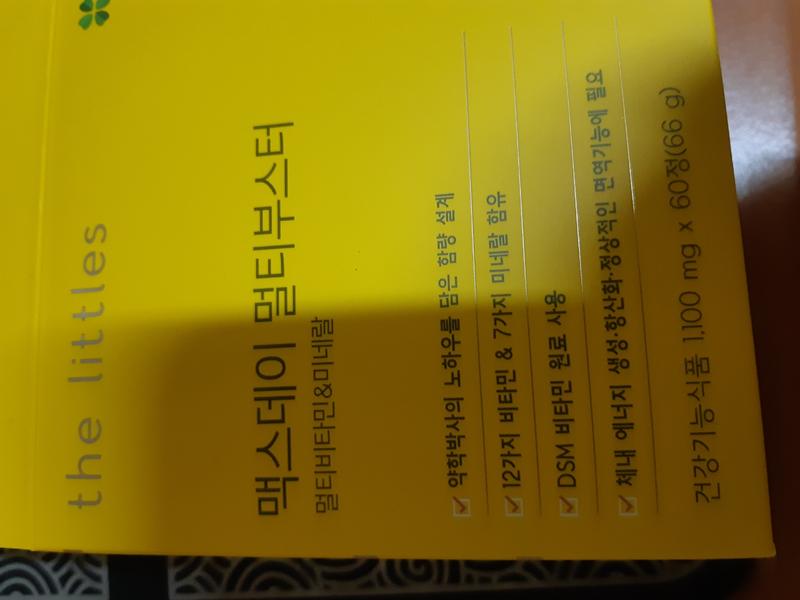 the littles
맥스데이 멀티부스터
멀티비타민&미네랄
약학박사의 노하우를 담은 함량 설계
12가지 비타민 & 7가지 미네랄 함유
DSM 비타민 원료 사용
체내 에너지 생성·항산화·정상적인 면역기능에 필요
건강기능식품 1,100 mg x 60정(66 g)